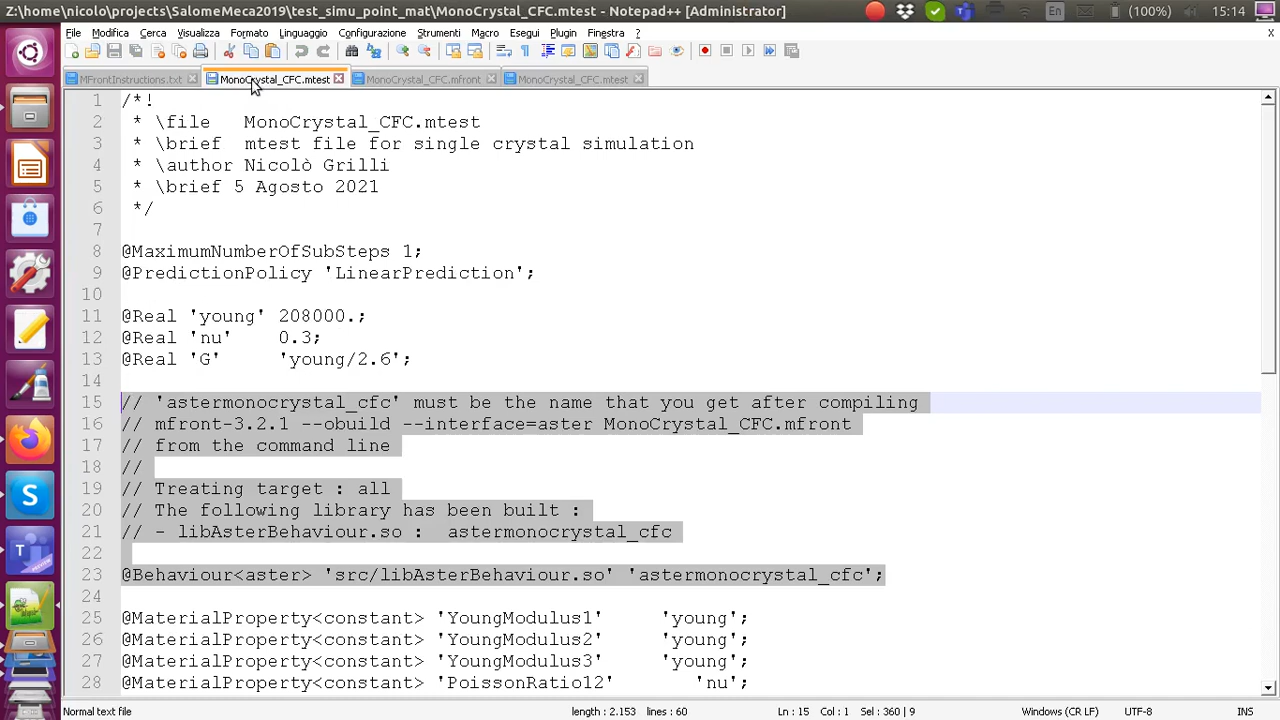 Z:\home\nicolo\projects\SalomeMeca2019\test_simu_point_mat\MonoCrystal_CFC.mtest - Notepad++ [Administrator]
En
(100%)
15:14
File Modifica Cerca Visualizza Formato Linguaggio Configurazione Strumenti Macro Esegui Plugin Finestra ? X
MFrontInstructions.txt MonoCrystal_CFC.mtest MonoCrystal_CFC.mfront MonoCrystal_CFC.mtest
1 /*!
2 * \file MonoCrystal_CFC.mtest
3 * \brief mtest file for single crystal simulation
4 * \author Nicolò Grilli
5 * \brief 5 Agosto 2021
6 */
7
8 @MaximumNumberOfSubSteps 1;
9 @PredictionPolicy 'LinearPrediction';
10
11 @Real 'young' 208000.;
12 @Real 'nu' 0.3;
13 @Real 'G' 'young/2.6';
14
15 // 'astermonocrystal_cfc' must be the name that you get after compiling
16 // mfront-3.2.1 --obuild --interface=aster MonoCrystal_CFC.mfront
17 // from the command line
18 //
19 // Treating target : all
20 // The following library has been built :
21 // - libAsterBehaviour.so : astermonocrystal_cfc
22
23 @Behaviour<aster> 'src/libAsterBehaviour.so' 'astermonocrystal_cfc';
24
25 @MaterialProperty<constant> 'YoungModulus1' 'young';
26 @MaterialProperty<constant> 'YoungModulus2' 'young';
27 @MaterialProperty<constant> 'YoungModulus3' 'young';
28 @MaterialProperty<constant> 'PoissonRatio12' 'nu';
Normal text file length : 2.153 lines : 60 Ln : 15 Col : 1 Sel : 360 | 9 Windows (CR LF) UTF-8 INS